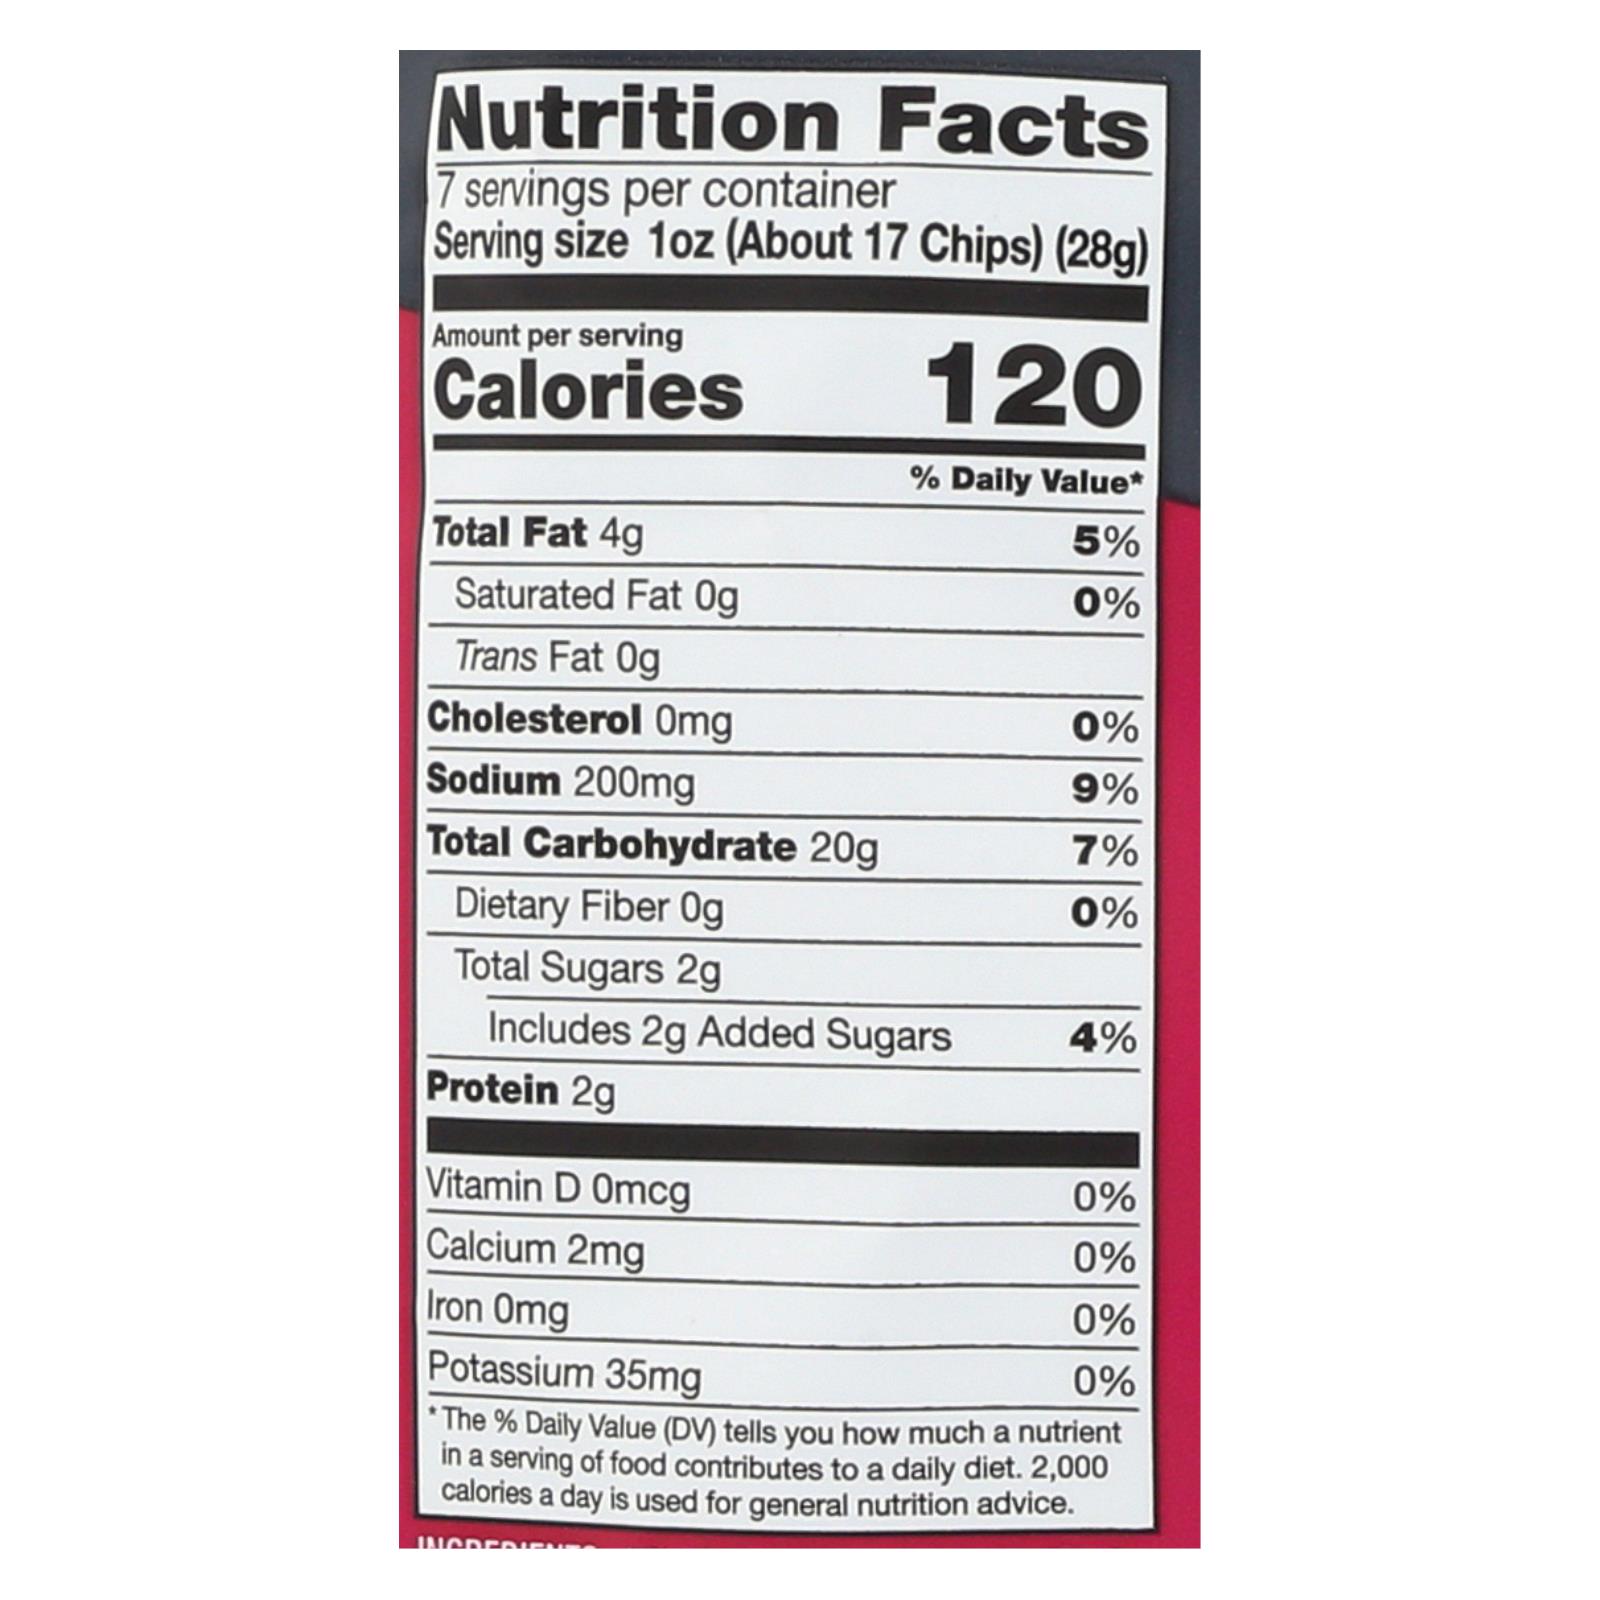 Nutrition Facts
7 servings per container
Serving size 1oz (About 17 Chips) (28g)
Amount per serving
Calories 120
% Daily Value*
Total Fat 4g 5%
Saturated Fat 0g 0%
Trans Fat 0g
Cholesterol 0mg 0%
Sodium 200mg 9%
Total Carbohydrate 20g 7%
Dietary Fiber 0g 0%
Total Sugars 2g
Includes 2g Added Sugars 4%
Protein 2g
Vitamin D 0mcg 0%
Calcium 2mg 0%
Iron 0mg 0%
Potassium 35mg 0%
* The % Daily Value (DV) tells you how much a nutrient
in a serving of food contributes to a daily diet. 2,000
calories a day is used for general nutrition advice.
INGREDIENTS